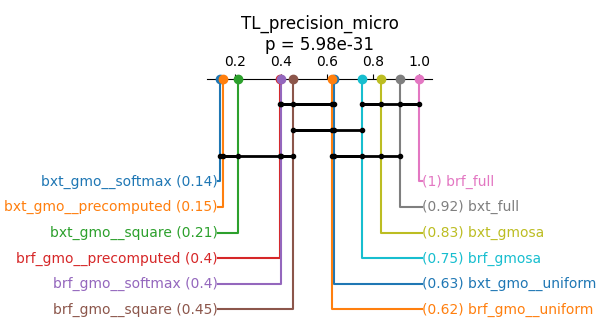 TL_precision_micro
p = 5.98e-31
0.2 0.4 0.6 0.8 1.0
bxt_gmo__softmax (0.14)
(1) brf_full
bxt_gmo__precomputed (0.15)
(0.92) bxt_full
bxt_gmo__square (0.21)
(0.83) bxt_gmosa
brf_gmo__precomputed (0.4)
(0.75) brf_gmosa
brf_gmo__softmax (0.4)
(0.63) bxt_gmo__uniform
brf_gmo__square (0.45)
(0.62) brf_gmo__uniform